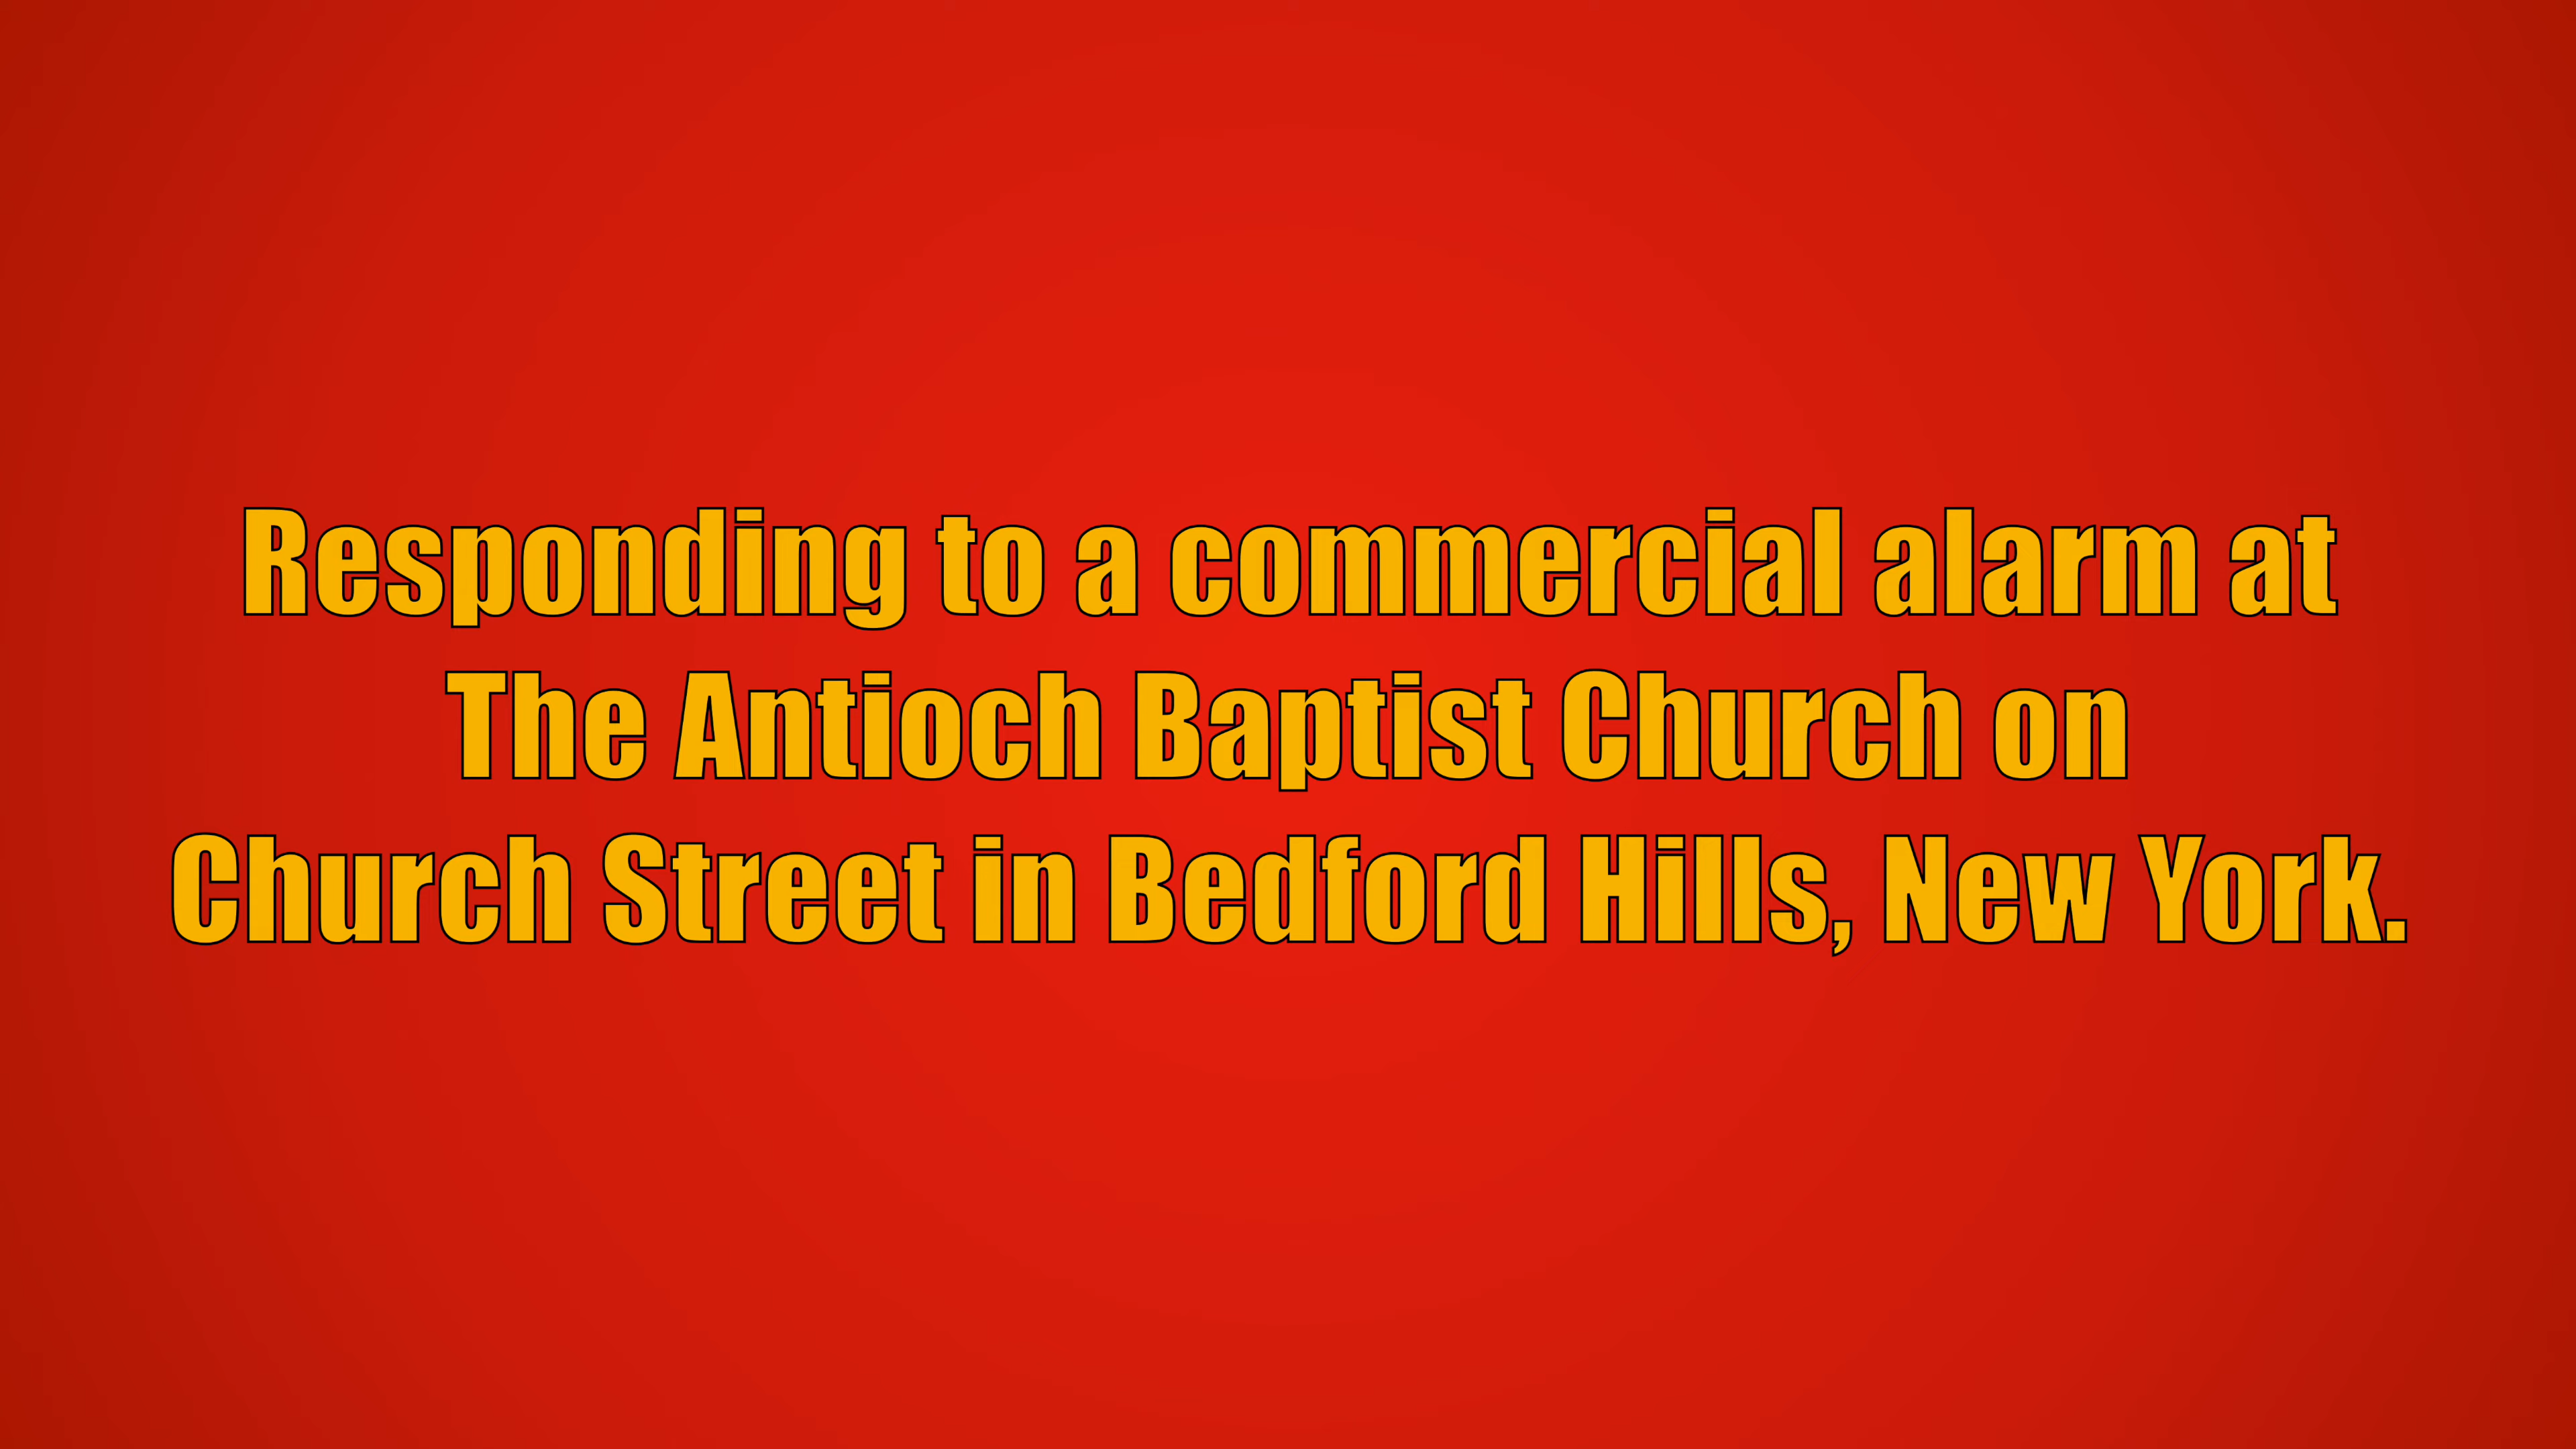 Responding to a commercial alarm at
The Antioch Baptist Church on
Church Street in Bedford Hills, New York.